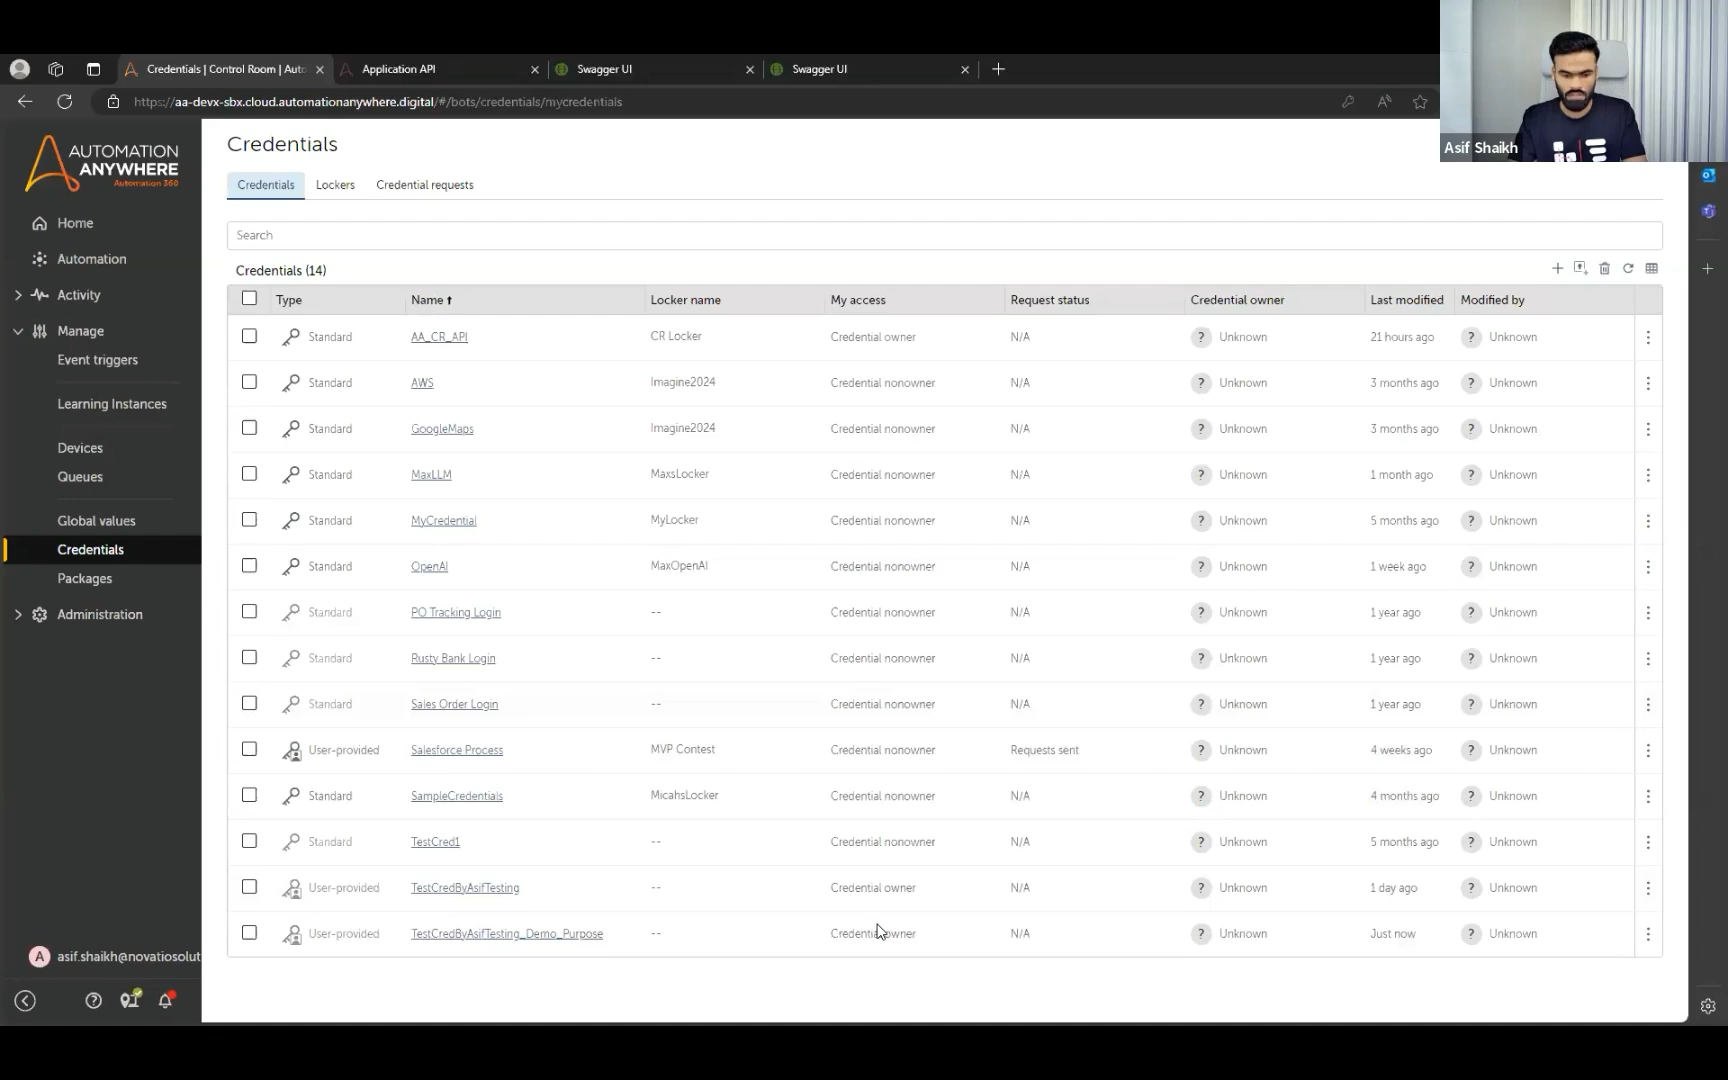 Credentials | Control Room | Auto
Application API
Swagger UI
Swagger UI
https://aa-devx-sbx.cloud.automationanywhere.digital/#/bots/credentials/mycredentials
Asif Shaikh
AUTOMATION
ANYWHERE
Automation 360
Home
Automation
Activity
Manage
Event triggers
Learning Instances
Devices
Queues
Global values
Credentials
Packages
Administration
A asif.shaikh@novatiosolut
Credentials
Credentials Lockers Credential requests
Search
Credentials (14)
Type Name Locker name My access Request status Credential owner Last modified Modified by
Standard AA_CR_API CR Locker Credential owner N/A ? Unknown 21 hours ago ? Unknown
Standard AWS Imagine2024 Credential nonowner N/A ? Unknown 3 months ago ? Unknown
Standard GoogleMaps Imagine2024 Credential nonowner N/A ? Unknown 3 months ago ? Unknown
Standard MaxLLM MaxsLocker Credential nonowner N/A ? Unknown 1 month ago ? Unknown
Standard MyCredential MyLocker Credential nonowner N/A ? Unknown 5 months ago ? Unknown
Standard OpenAI MaxOpenAI Credential nonowner N/A ? Unknown 1 week ago ? Unknown
Standard PO Tracking Login -- Credential nonowner N/A ? Unknown 1 year ago ? Unknown
Standard Rusty Bank Login -- Credential nonowner N/A ? Unknown 1 year ago ? Unknown
Standard Sales Order Login -- Credential nonowner N/A ? Unknown 1 year ago ? Unknown
User-provided Salesforce Process MVP Contest Credential nonowner Requests sent ? Unknown 4 weeks ago ? Unknown
Standard SampleCredentials MicahsLocker Credential nonowner N/A ? Unknown 4 months ago ? Unknown
Standard TestCred1 -- Credential nonowner N/A ? Unknown 5 months ago ? Unknown
User-provided TestCredByAsifTesting -- Credential owner N/A ? Unknown 1 day ago ? Unknown
User-provided TestCredByAsifTesting_Demo_Purpose -- Credential owner N/A ? Unknown Just now ? Unknown